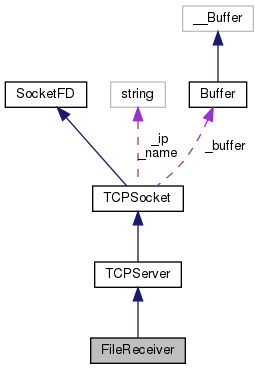 __Buffer
SocketFD
string
Buffer
_ip
_name
_buffer
TCPSocket
TCPServer
FileReceiver